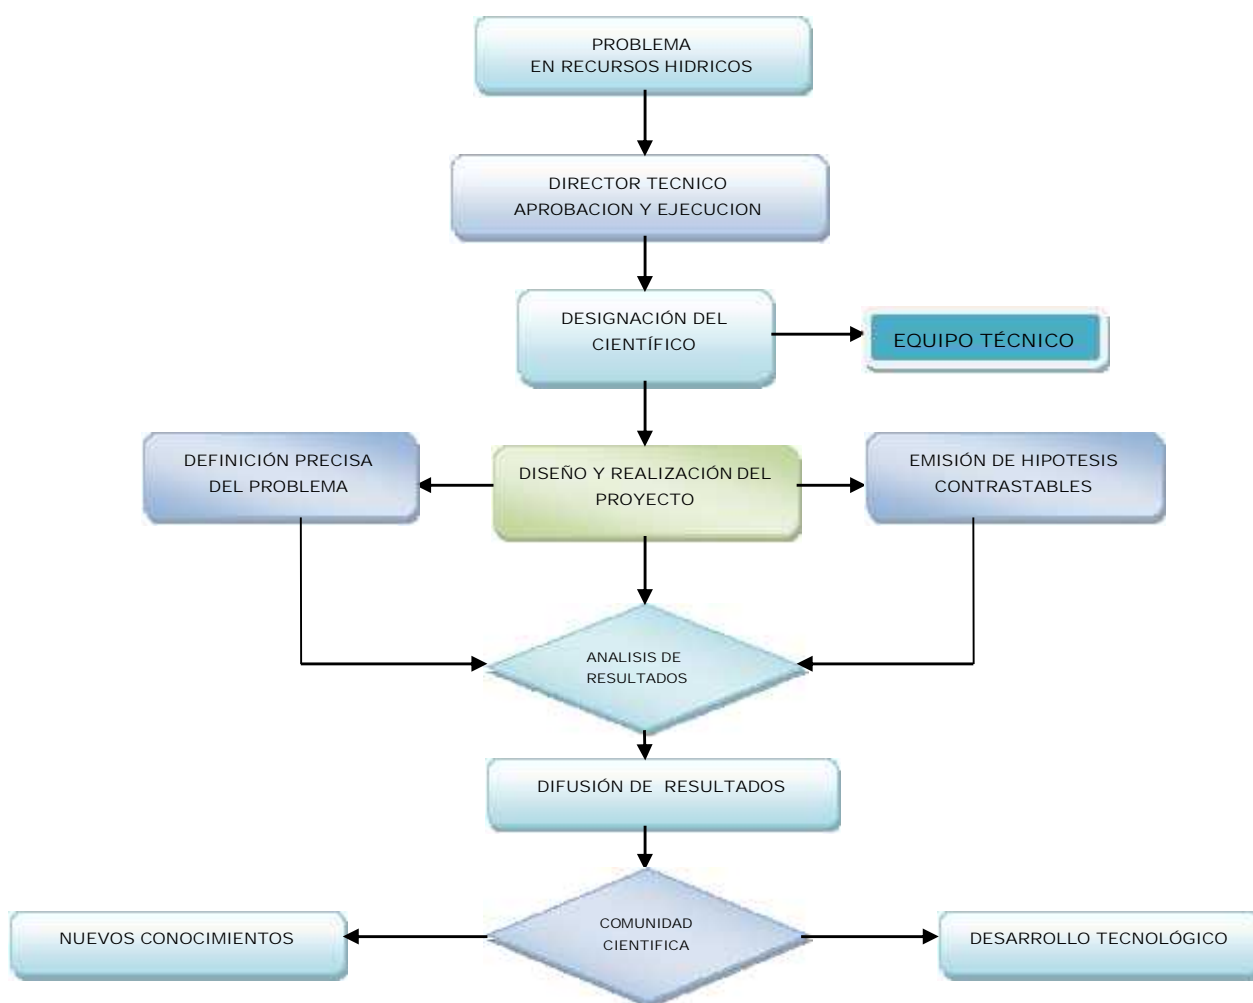 PROBLEMA
EN RECURSOS HIDRICOS
DIRECTOR TECNICO
APROBACION Y EJECUCION
DESIGNACIÓN DEL
CIENTÍFICO
EQUIPO TÉCNICO
DEFINICIÓN PRECISA
DEL PROBLEMA
DISEÑO Y REALIZACIÓN DEL
PROYECTO
EMISIÓN DE HIPOTESIS
CONTRASTABLES
ANALISIS DE
RESULTADOS
DIFUSIÓN DE RESULTADOS
COMUNIDAD
CIENTIFICA
NUEVOS CONOCIMIENTOS
DESARROLLO TECNOLÓGICO